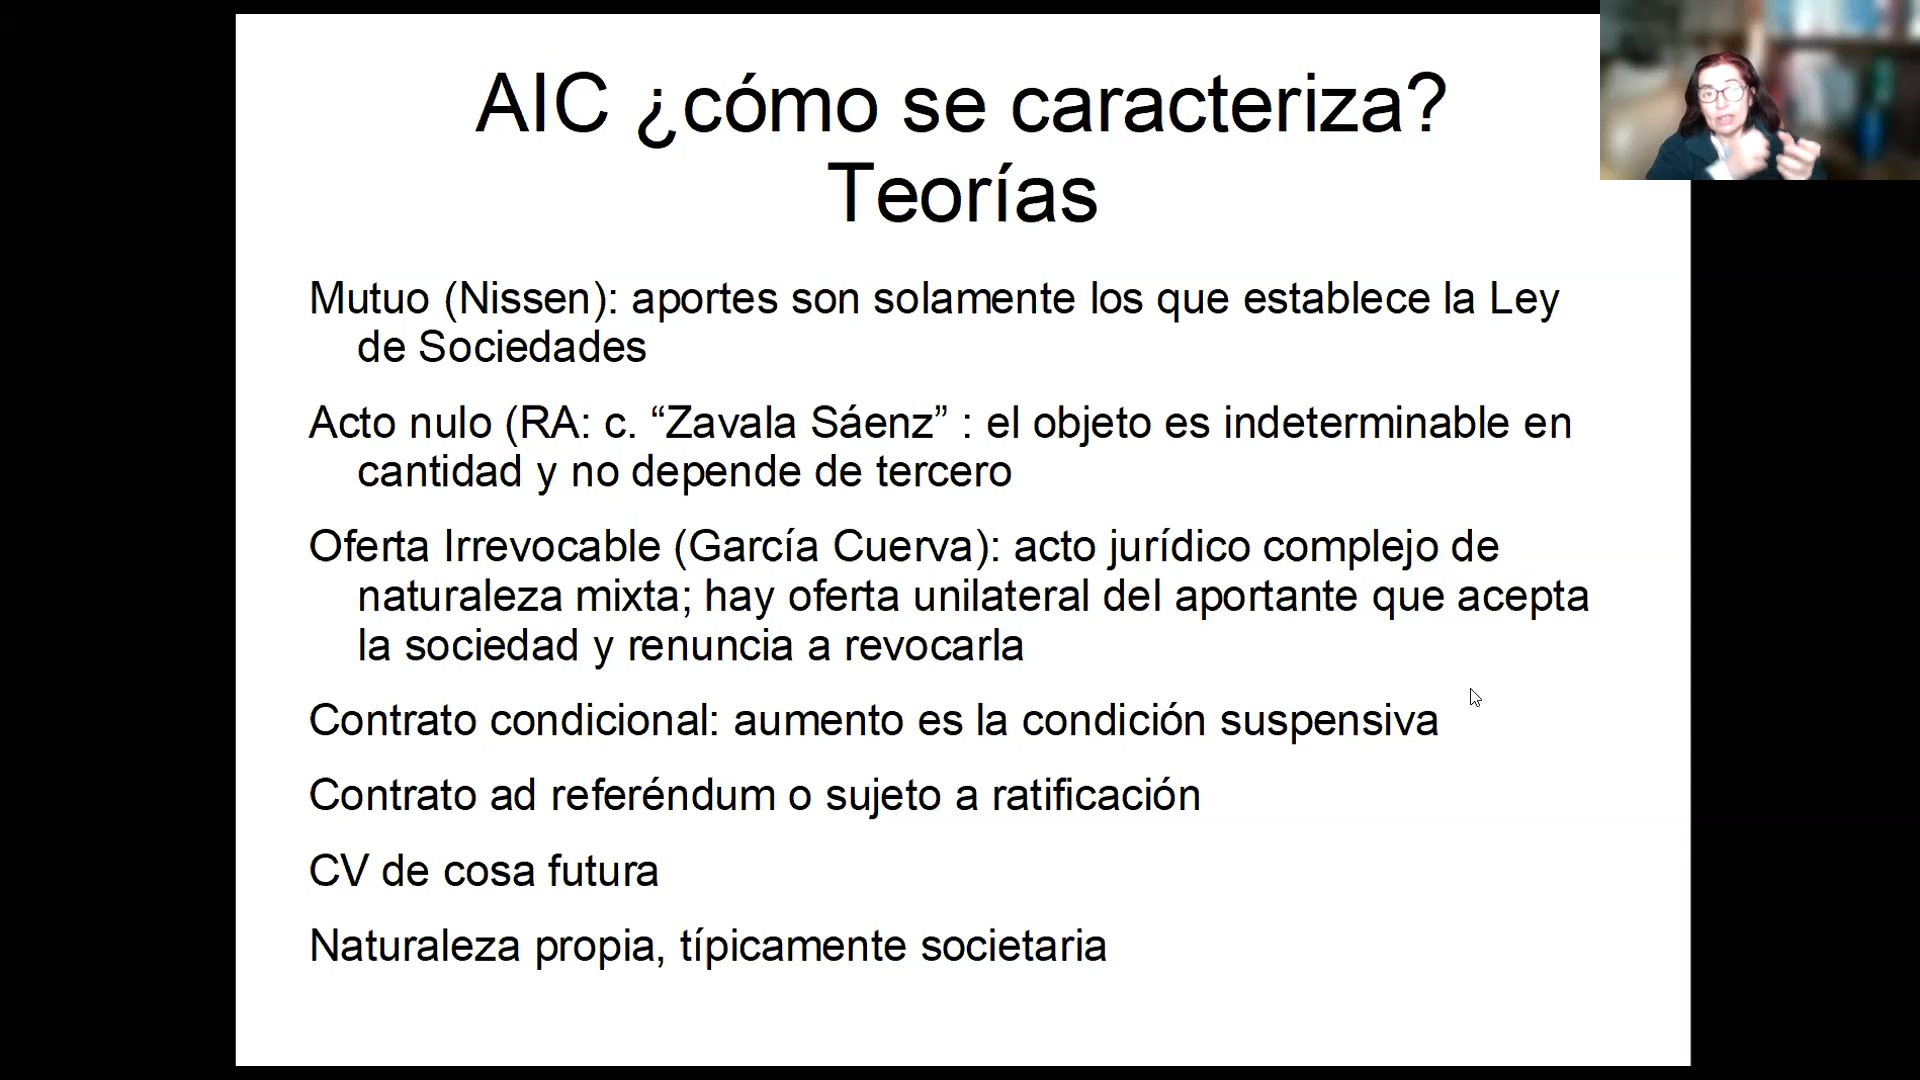 AIC ¿cómo se caracteriza?
Teorías
Mutuo (Nissen): aportes son solamente los que establece la Ley
de Sociedades
Acto nulo (RA: c. “Zavala Sáenz” : el objeto es indeterminable en
cantidad y no depende de tercero
Oferta Irrevocable (García Cuerva): acto jurídico complejo de
naturaleza mixta; hay oferta unilateral del aportante que acepta
la sociedad y renuncia a revocarla
Contrato condicional: aumento es la condición suspensiva
Contrato ad referéndum o sujeto a ratificación
CV de cosa futura
Naturaleza propia, típicamente societaria